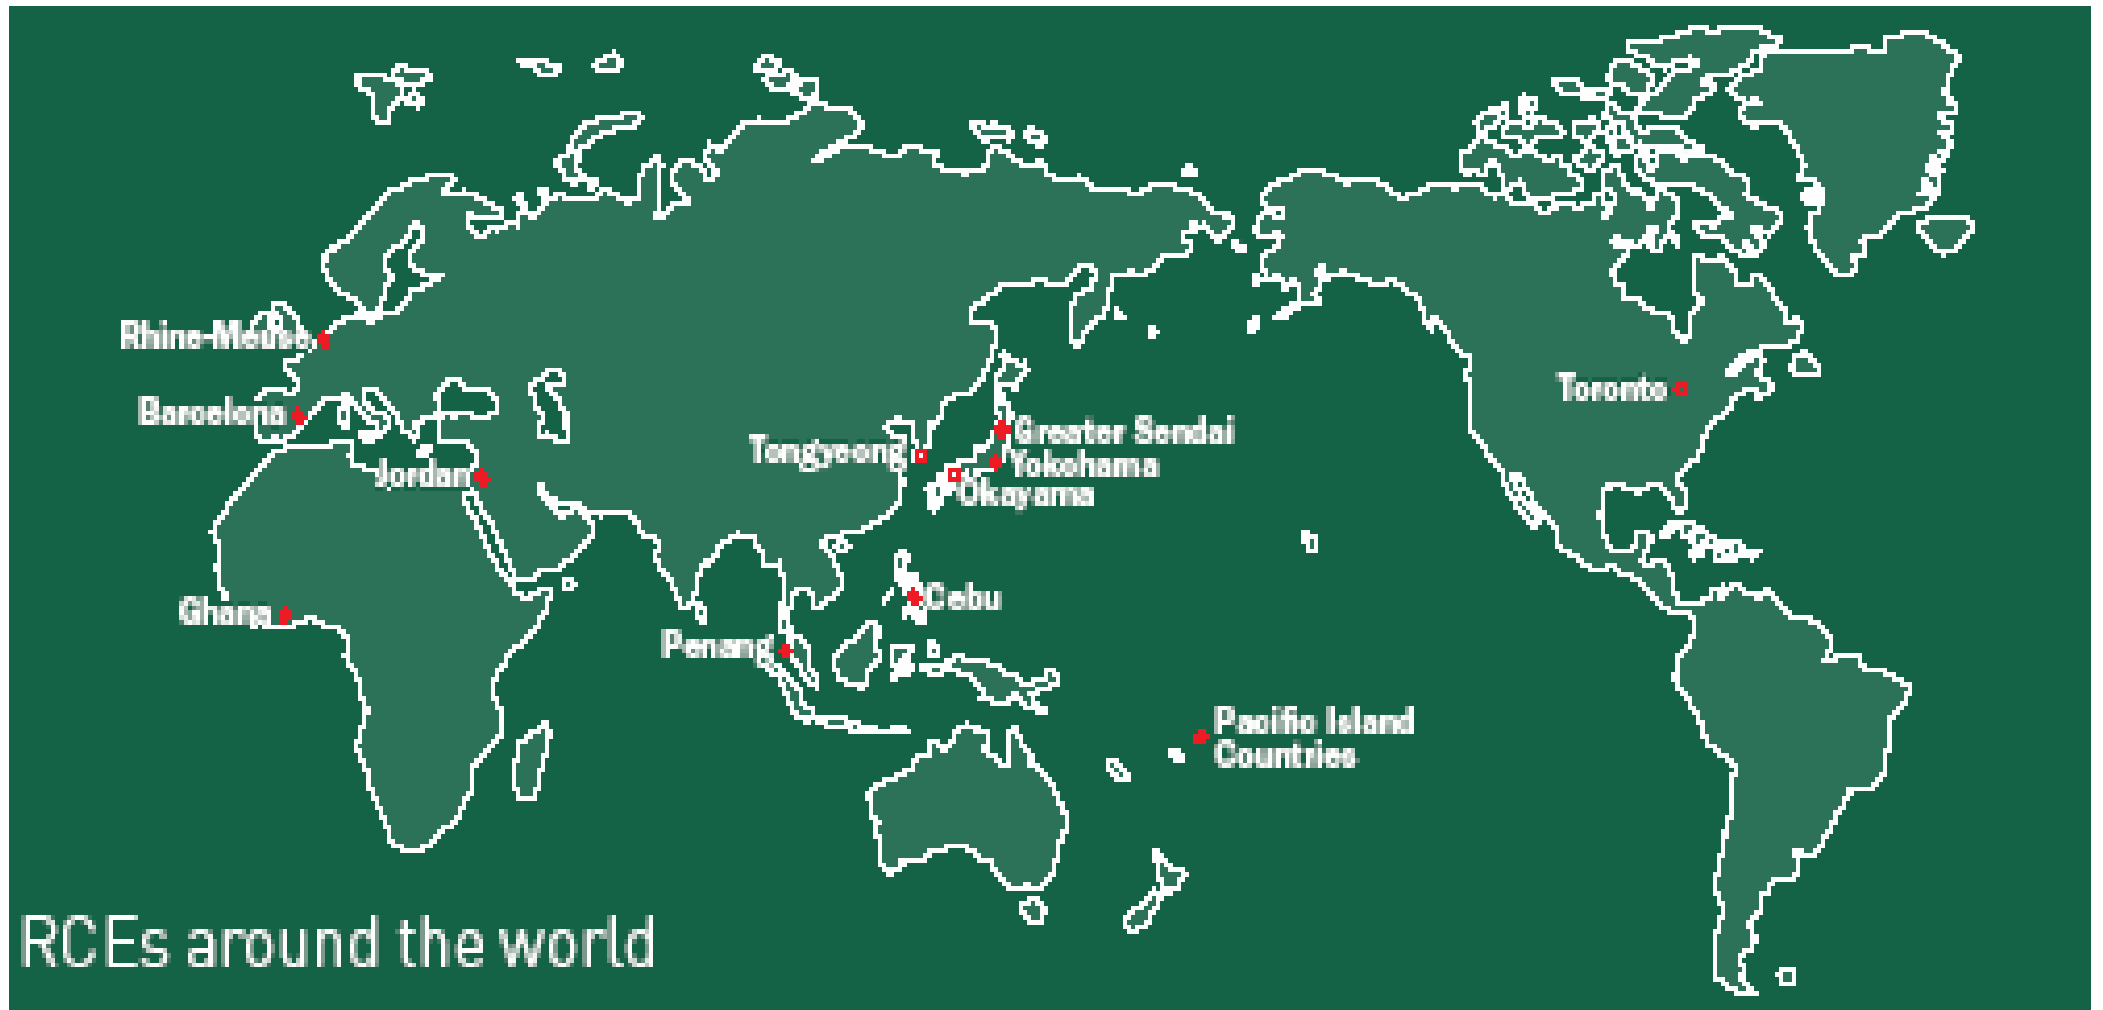 Rhine-Meuse
Barcelona
Jordan
Ghana
Tongyeong
Greater Sendai
Yokohama
Okayama
Cebu
Penang
Pacific Island
Countries
Toronto
RCEs around the world